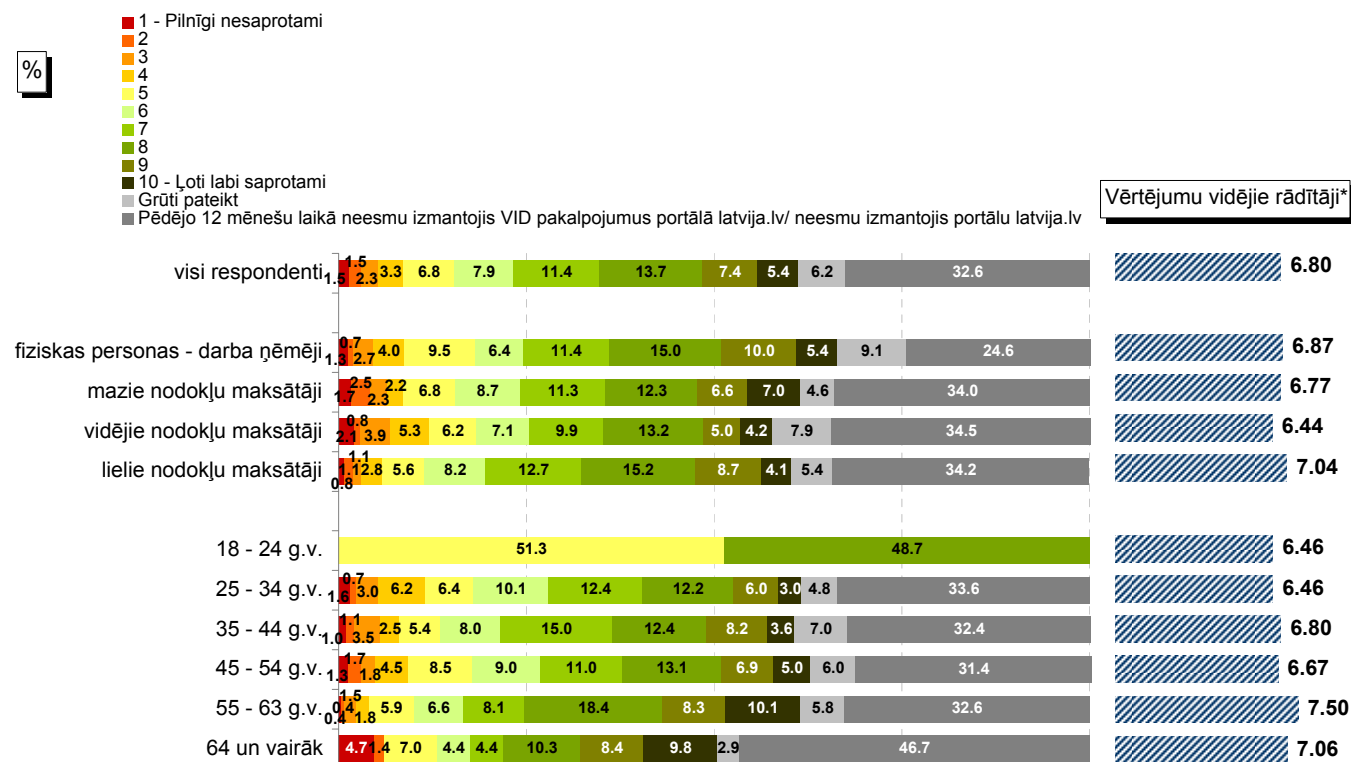 %
1 - Pilnīgi nesaprotami
2
3
4
5
6
7
8
9
10 - Ļoti labi saprotami
Grūti pateikt
Pēdējo 12 mēnešu laikā neesmu izmantojis VID pakalpojumus portālā latvija.lv/ neesmu izmantojis portālu latvija.lv
Vērtējumu vidējie rādītāji*
visi respondenti 1.5 1.5 2.3 3.3 6.8 7.9 11.4 13.7 7.4 5.4 6.2 32.6 6.80
fiziskas personas - darba ņēmēji 1.3 0.7 2.7 4.0 9.5 6.4 11.4 15.0 10.0 5.4 9.1 24.6 6.87
mazie nodokļu maksātāji 1.7 2.5 2.3 2.2 6.8 8.7 11.3 12.3 6.6 7.0 4.6 34.0 6.77
vidējie nodokļu maksātāji 2.1 0.8 3.9 5.3 6.2 7.1 9.9 13.2 5.0 4.2 7.9 34.5 6.44
lielie nodokļu maksātāji 0.8 1.1 1.1 2.8 5.6 8.2 12.7 15.2 8.7 4.1 5.4 34.2 7.04
18 - 24 g.v. 51.3 48.7 6.46
25 - 34 g.v. 1.6 0.7 3.0 6.2 6.4 10.1 12.4 12.2 6.0 3.0 4.8 33.6 6.46
35 - 44 g.v. 1.0 1.1 3.5 2.5 5.4 8.0 15.0 12.4 8.2 3.6 7.0 32.4 6.80
45 - 54 g.v. 1.3 1.7 1.8 4.5 8.5 9.0 11.0 13.1 6.9 5.0 6.0 31.4 6.67
55 - 63 g.v. 0.4 0.4 1.5 1.8 5.9 6.6 8.1 18.4 8.3 10.1 5.8 32.6 7.50
64 un vairāk 4.7 1.4 7.0 4.4 4.4 10.3 8.4 9.8 2.9 46.7 7.06